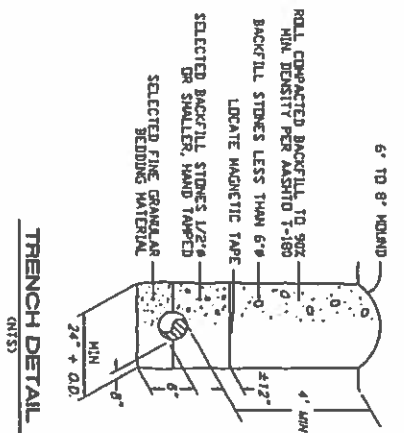 6" TO 8" MOUND
ROLL COMPACTED BACKFILL TO 90%
MIN. DENSITY PER AASHTO T-180
BACKFILL STONES LESS THAN 6"ø
LOCATE MAGNETIC TAPE
SELECTED BACKFILL STONES 1/2"ø
OR SMALLER, HAND TAMPED
SELECTED FINE GRANULAR
BEDDING MATERIAL
4' MIN
±12"
6"
8"
MIN
24" + O.D.
TRENCH DETAIL
(NTS)